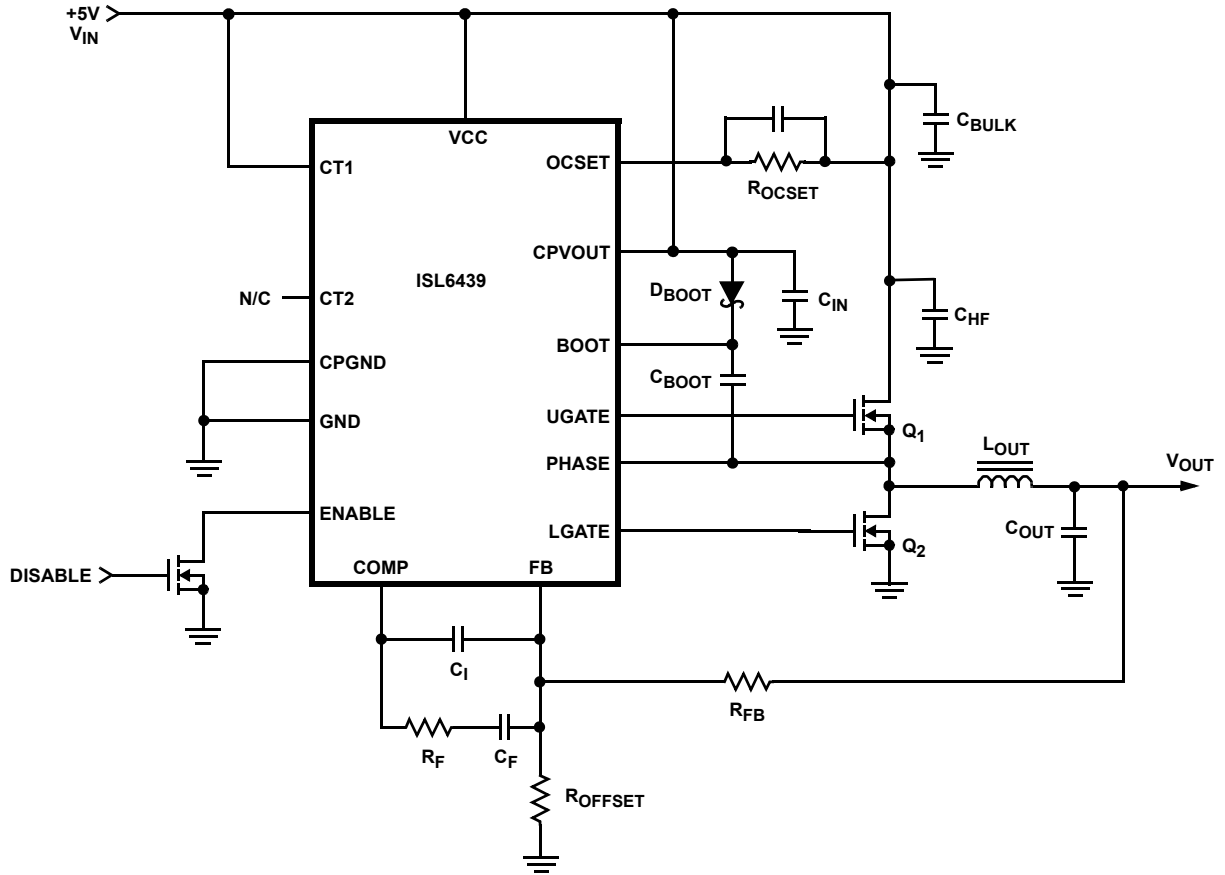 +5V
VIN
VCC
CT1
OCSET
ROCSET
CBULK
CPVOUT
ISL6439
DBOOT
CIN
N/C
CT2
CHF
BOOT
CPGND
CBOOT
UGATE
GND
Q1
PHASE
LOUT
VOUT
ENABLE
LGATE
Q2
COUT
COMP
FB
DISABLE
CI
RFB
RF
CF
ROFFSET